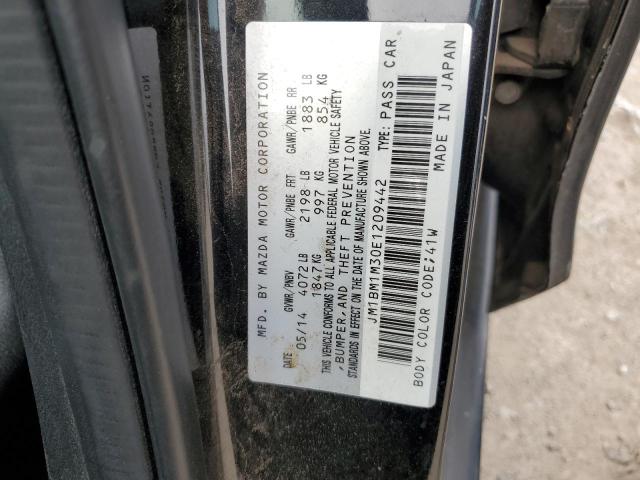 MFD. BY MAZDA MOTOR CORPORATION
DATE GVWR/PNBV GAWR/PNBE FRT GAWR/PNBE RR
05/14 4072 LB 2198 LB 1883 LB
1847 KG 997 KG 854 KG
THIS VEHICLE CONFORMS TO ALL APPLICABLE FEDERAL MOTOR VEHICLE SAFETY
,BUMPER,AND THEFT PREVENTION
STANDARDS IN EFFECT ON THE DATE OF MANUFACTURE SHOWN ABOVE.
JM1BM1M30E1209442 TYPE: PASS CAR
BODY COLOR CODE;41W MADE IN JAPAN